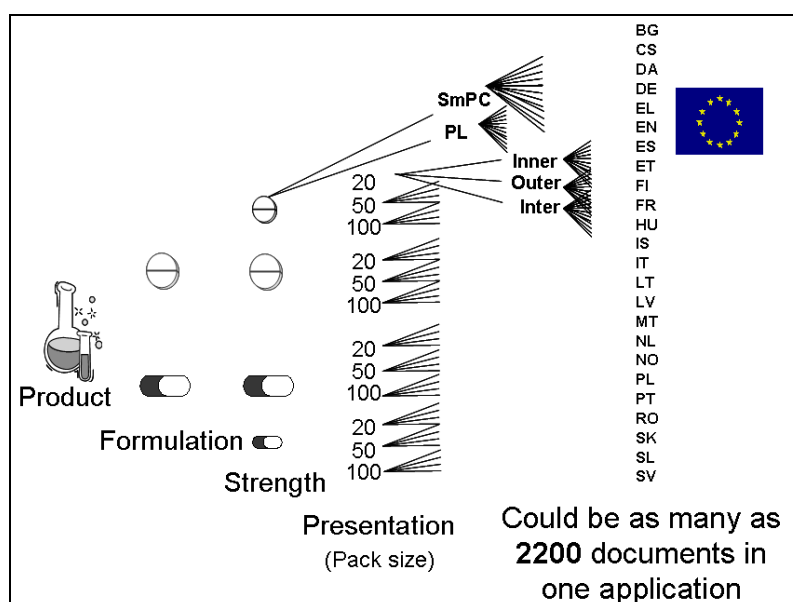 SmPC
PL
Inner
Outer
Inter
20
50
100
20
50
100
20
50
100
20
50
100
Product
Formulation
Strength
Presentation
(Pack size)
BG
CS
DA
DE
EL
EN
ES
ET
FI
FR
HU
IS
IT
LT
LV
MT
NL
NO
PL
PT
RO
SK
SL
SV
Could be as many as
2200 documents in
one application